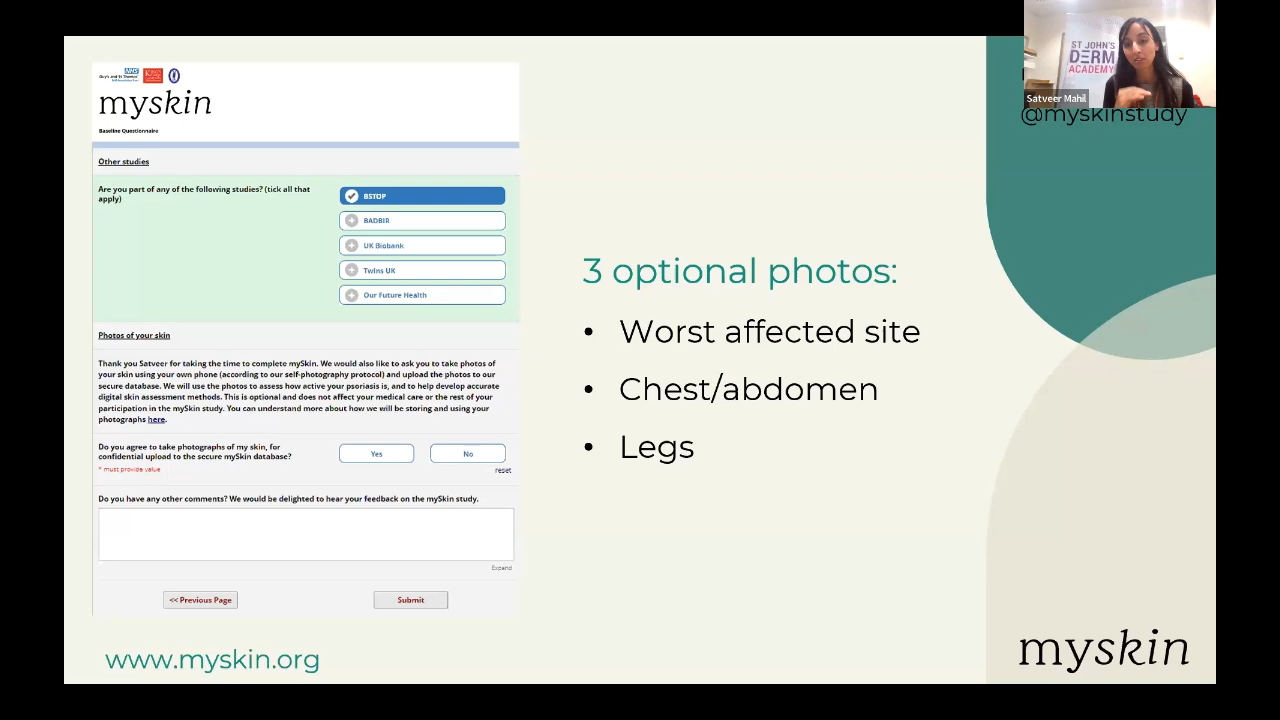 NHS
Guy's and St Thomas'
myskin
Baseline Questionnaire
Other studies
Are you part of any of the following studies? (tick all that
apply)
BSTOP
BADBIR
UK Biobank
Twins UK
Our Future Health
Photos of your skin
Thank you Satveer for taking the time to complete mySkin. We would also like to ask you to take photos of
your skin using your own phone (according to our self-photography protocol) and upload the photos to our
secure database. We will use the photos to assess how active your psoriasis is, and to help develop accurate
digital skin assessment methods. This is optional and does not affect your medical care or the rest of your
participation in the mySkin study. You can understand more about how we will be storing and using your
photographs here.
Do you agree to take photographs of my skin, for
confidential upload to the secure mySkin database?
* must provide value
Yes
No
reset
Do you have any other comments? We would be delighted to hear your feedback on the mySkin study.
Expand
<< Previous Page
Submit
www.myskin.org
3 optional photos:
• Worst affected site
• Chest/abdomen
• Legs
ST JOHN'S
DERM
ACADEMY
Satveer Mahil
@myskinstudy
myskin